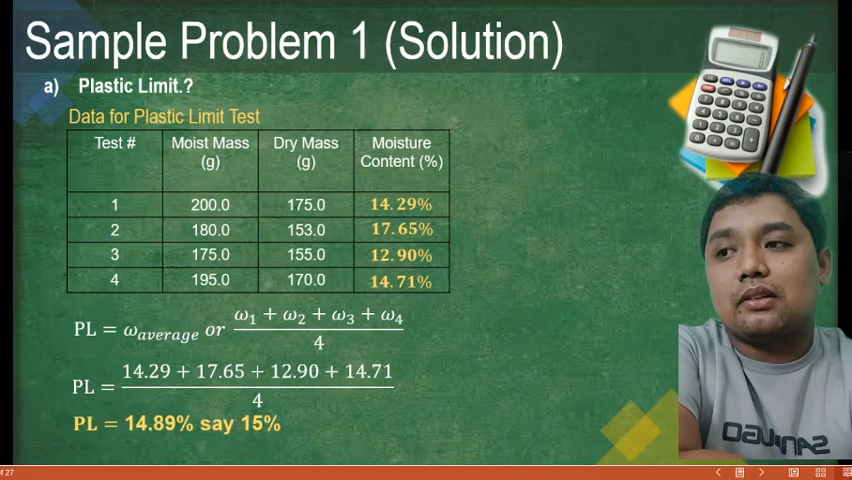 Sample Problem 1 (Solution)
a) Plastic Limit.?
Data for Plastic Limit Test
Test # Moist Mass (g) Dry Mass (g) Moisture Content (%)
1 200.0 175.0 14.29%
2 180.0 153.0 17.65%
3 175.0 155.0 12.90%
4 195.0 170.0 14.71%
PL = ω_average or (ω₁ + ω₂ + ω₃ + ω₄) / 4
PL = (14.29 + 17.65 + 12.90 + 14.71) / 4
PL = 14.89% say 15%
of 27